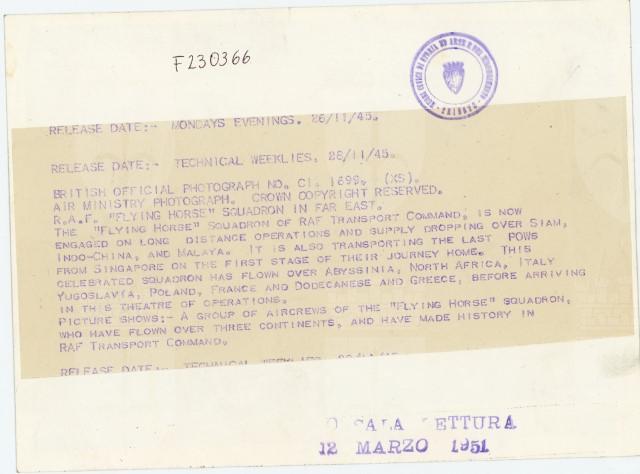 F230366
RELEASE DATE:- MONDAYS EVENINGS. 26/11/45.
RELEASE DATE:- TECHNICAL WEEKLIES, 28/11/45.
BRITISH OFFICIAL PHOTOGRAPH NO. CI. 1699. (XS).
AIR MINISTRY PHOTOGRAPH. CROWN COPYRIGHT RESERVED.
R.A.F. "FLYING HORSE" SQUADRON IN FAR EAST.
THE "FLYING HORSE" SQUADRON OF RAF TRANSPORT COMMAND, IS NOW
ENGAGED ON LONG DISTANCE OPERATIONS AND SUPPLY DROPPING OVER SIAM,
INDO-CHINA, AND MALAYA. IT IS ALSO TRANSPORTING THE LAST POWS
FROM SINGAPORE ON THE FIRST STAGE OF THEIR JOURNEY HOME. THIS
CELEBRATED SQUADRON HAS FLOWN OVER ABYSSINIA, NORTH AFRICA, ITALY
YUGOSLAVIA, POLAND, FRANCE AND DODECANESE AND GREECE, BEFORE ARRIVING
IN THIS THEATRE OF OPERATIONS.
PICTURE SHOWS:- A GROUP OF AIRCREWS OF THE "FLYING HORSE" SQUADRON,
WHO HAVE FLOWN OVER THREE CONTINENTS, AND HAVE MADE HISTORY IN
RAF TRANSPORT COMMAND.
RELEASE DATE:- TECHNICAL WEEKLIES
SALA LETTURA
12 MARZO 1951